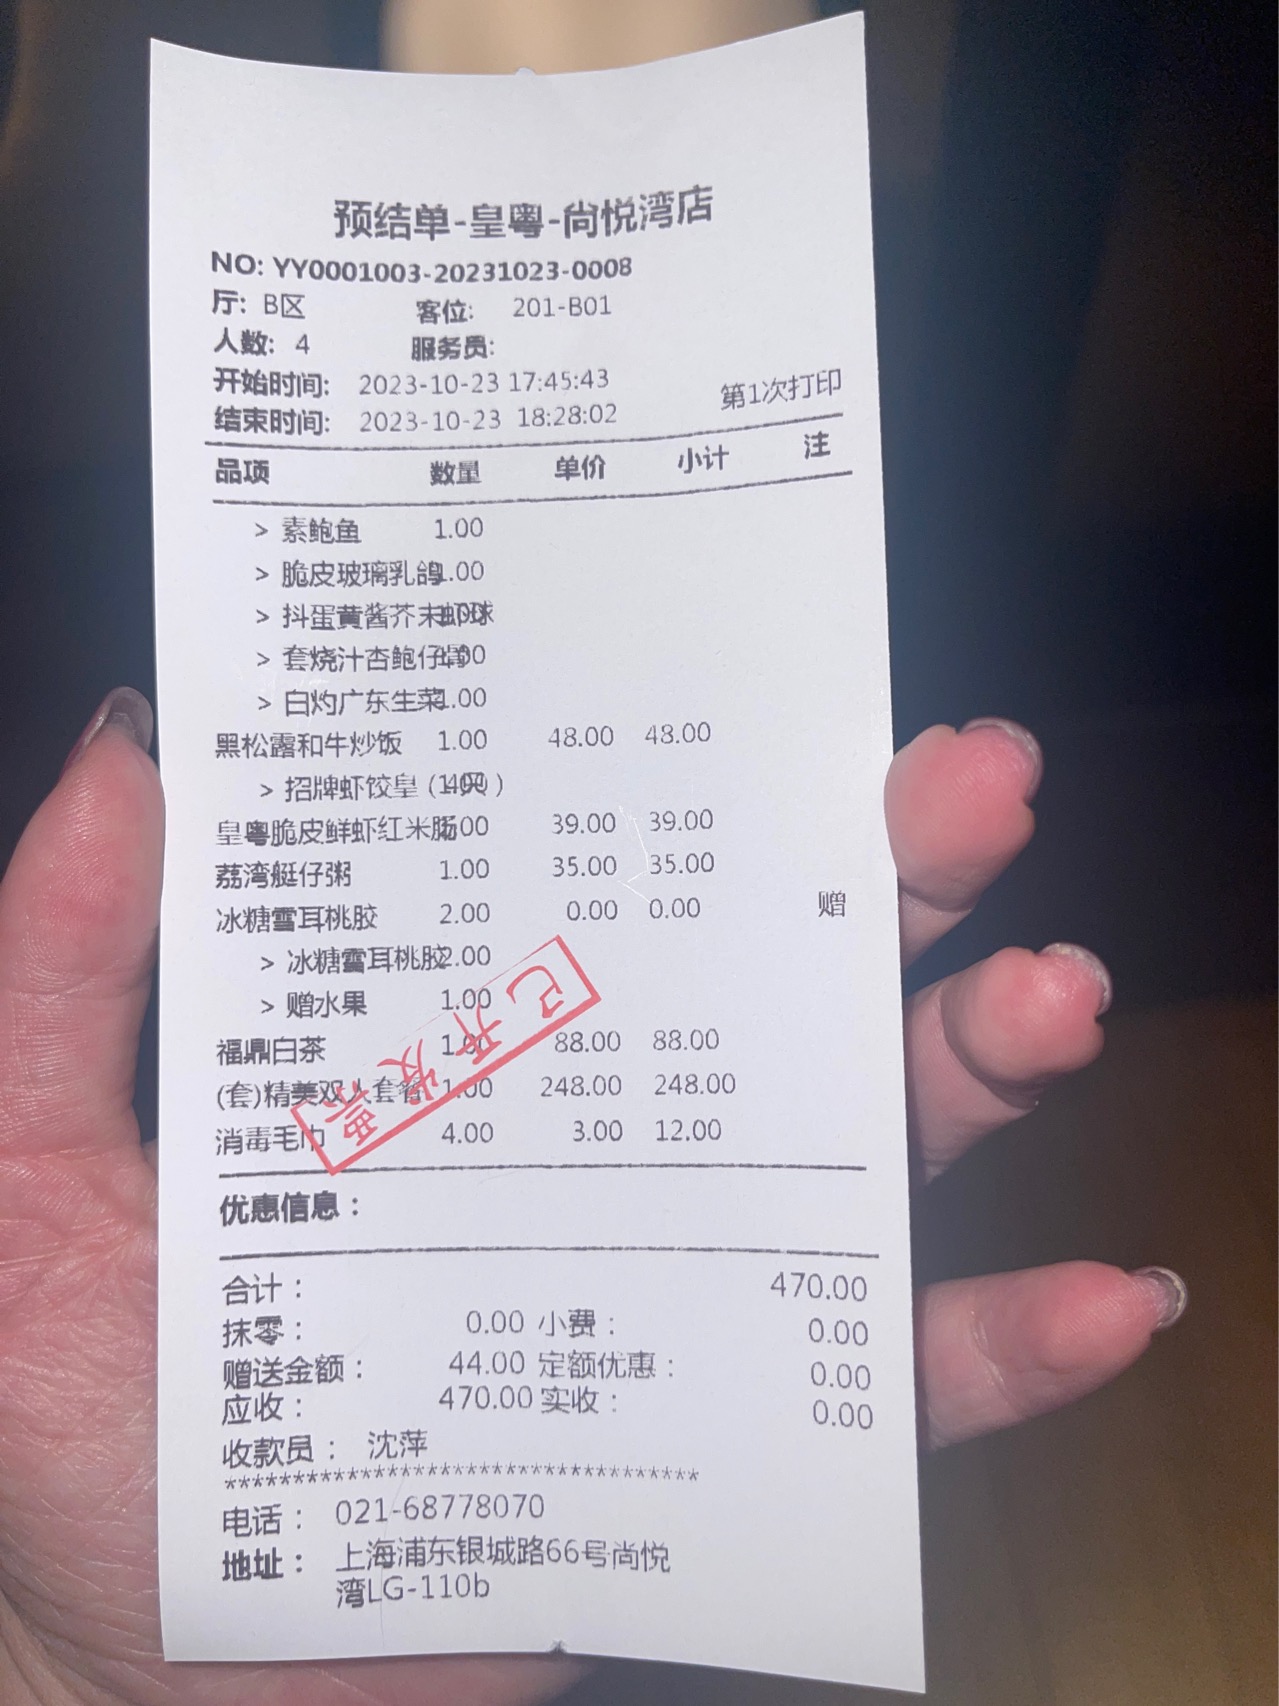 预结单-皇粤-尚悦湾店
NO: YY0001003-20231023-0008
厅: B区 客位: 201-B01
人数: 4 服务员:
开始时间: 2023-10-23 17:45:43 第1次打印
结束时间: 2023-10-23 18:28:02
品项 数量 单价 小计 注
> 素鲍鱼 1.00
> 脆皮玻璃乳鸽 1.00
> 抖蛋黄酱芥末虾球
> 套烧汁杏鲍仔
> 白灼广东生菜 1.00
黑松露和牛炒饭 1.00 48.00 48.00
> 招牌虾饺皇 (4只)
皇粤脆皮鲜虾红米肠 39.00 39.00
荔湾艇仔粥 1.00 35.00 35.00
冰糖雪耳桃胶 2.00 0.00 0.00 赠
> 冰糖雪耳桃胶 2.00
> 赠水果 1.00
福鼎白茶 1.00 88.00 88.00
(套)精美双人套餐 1.00 248.00 248.00
消毒毛巾 4.00 3.00 12.00
已开发票
优惠信息：
合计： 470.00
抹零： 0.00 小费： 0.00
赠送金额： 44.00 定额优惠： 0.00
应收： 470.00 实收： 0.00
收款员： 沈萍
***********************************
电话： 021-68778070
地址： 上海浦东银城路66号尚悦
湾LG-110b